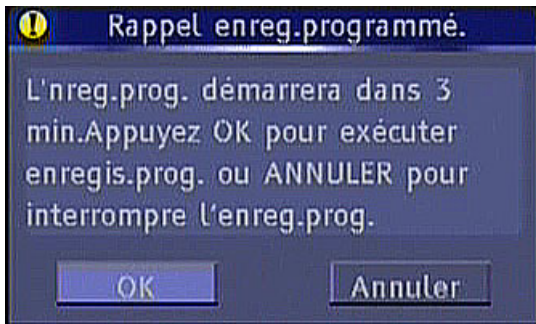 Rappel enreg.programmé.
L'nreg.prog. démarrera dans 3
min.Appuyez OK pour exécuter
enregis.prog. ou ANNULER pour
interrompre l'enreg.prog.
OK
Annuler